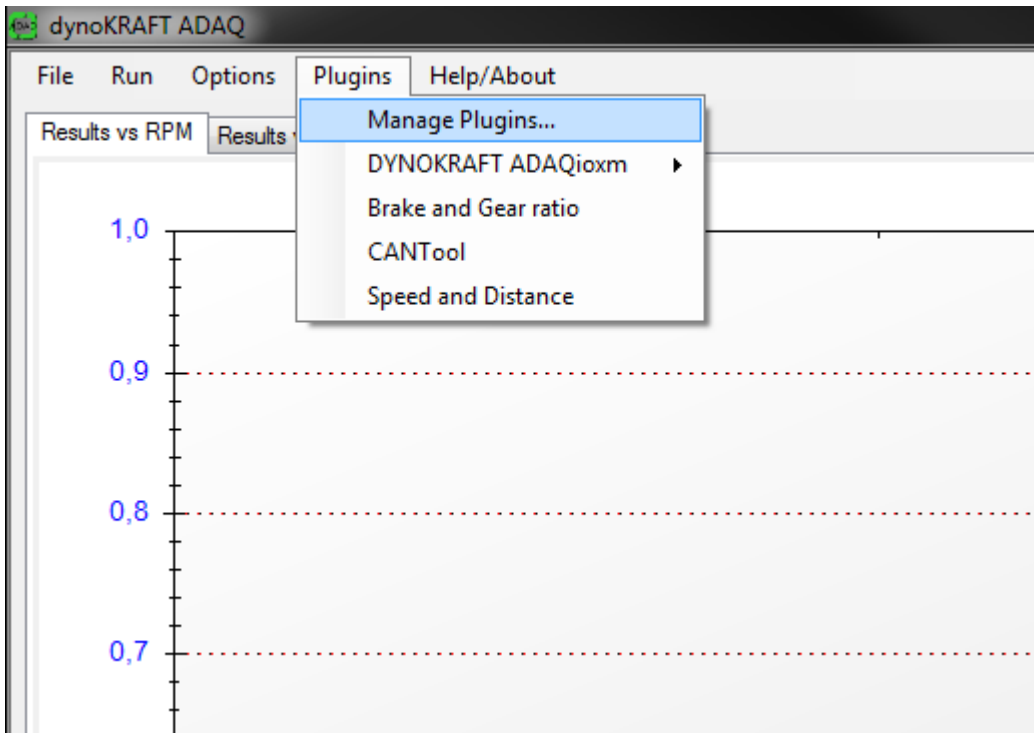 dynoKRAFT ADAQ
File Run Options Plugins Help/About
Results vs RPM Results
Manage Plugins...
DYNOKRAFT ADAQioxm
Brake and Gear ratio
CANTool
Speed and Distance
1,0
0,9
0,8
0,7